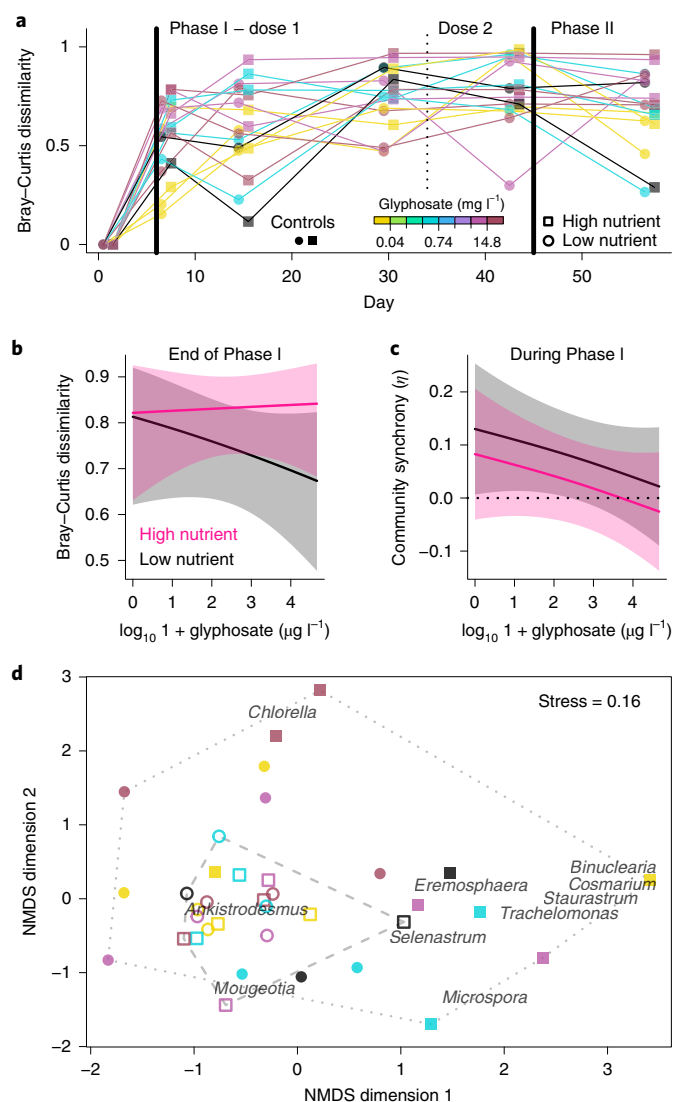 a
Phase I – dose 1
Dose 2
Phase II
1
0.5
0
Bray–Curtis dissimilarity
Glyphosate (mg l⁻¹)
Controls
0.04 0.74 14.8
High nutrient
Low nutrient
0 10 20 30 40 50
Day
b
End of Phase I
0.9
0.8
0.7
0.6
0.5
Bray–Curtis dissimilarity
High nutrient
Low nutrient
0 1 2 3 4
log₁₀ 1 + glyphosate (µg l⁻¹)
c
During Phase I
0.2
0.1
0.0
−0.1
Community synchrony (η)
0 1 2 3 4
log₁₀ 1 + glyphosate (µg l⁻¹)
d
3
2
1
0
−1
−2
NMDS dimension 2
Stress = 0.16
Chlorella
Binuclearia
Eremosphaera
Cosmarium
Staurastrum
Ankistrodesmus
Trachelomonas
Selenastrum
Mougeotia
Microspora
−2 −1 0 1 2 3
NMDS dimension 1